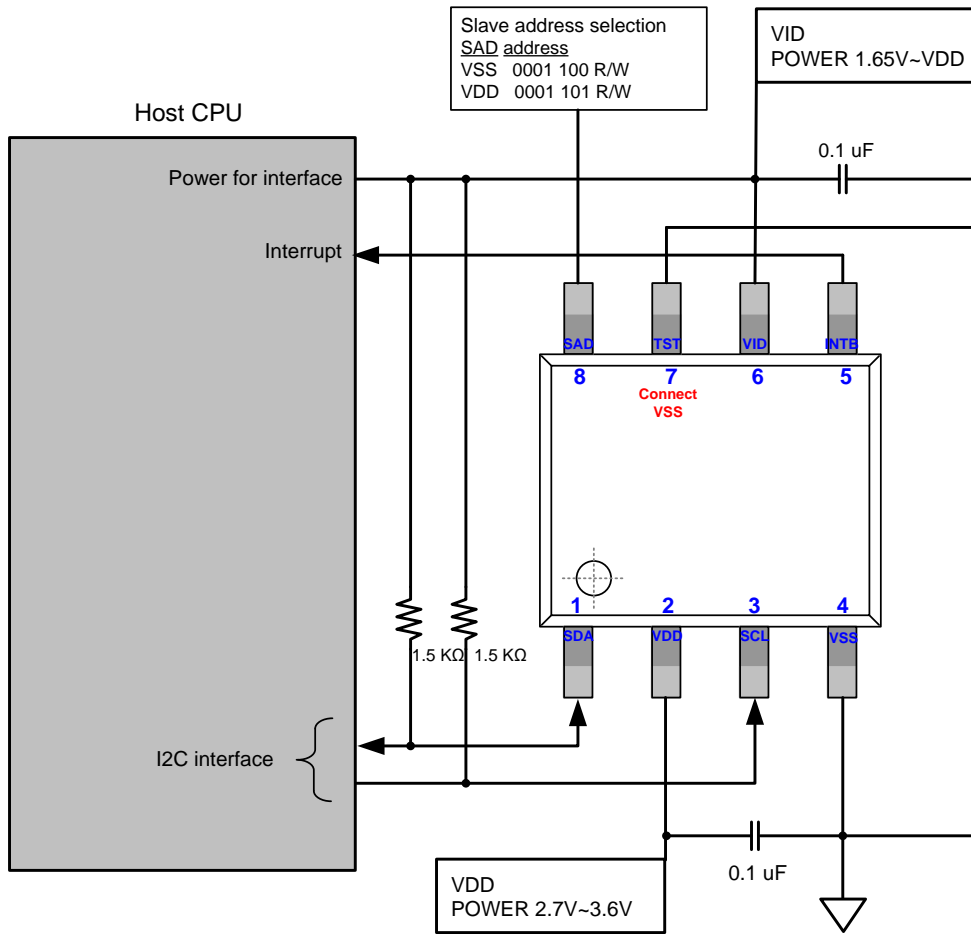 Slave address selection
SAD address
VSS 0001 100 R/W
VDD 0001 101 R/W
VID
POWER 1.65V~VDD
Host CPU
0.1 uF
Power for interface
Interrupt
SAD
TST
VID
INTB
8
7
6
5
Connect
VSS
1
2
3
4
SDA
VDD
SCL
VSS
1.5 KΩ
1.5 KΩ
I2C interface
0.1 uF
VDD
POWER 2.7V~3.6V